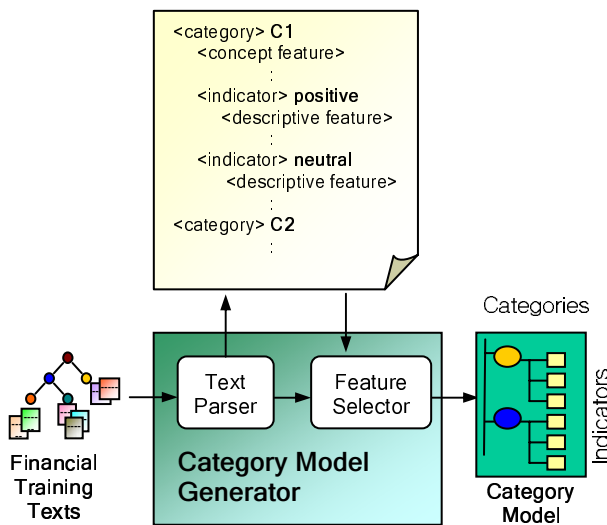 <category> C1
<concept feature>
:
<indicator> positive
<descriptive feature>
:
<indicator> neutral
<descriptive feature>
:
<category> C2
:
Categories
Indicators
Text
Parser
Feature
Selector
Category Model
Generator
Financial
Training
Texts
Category
Model